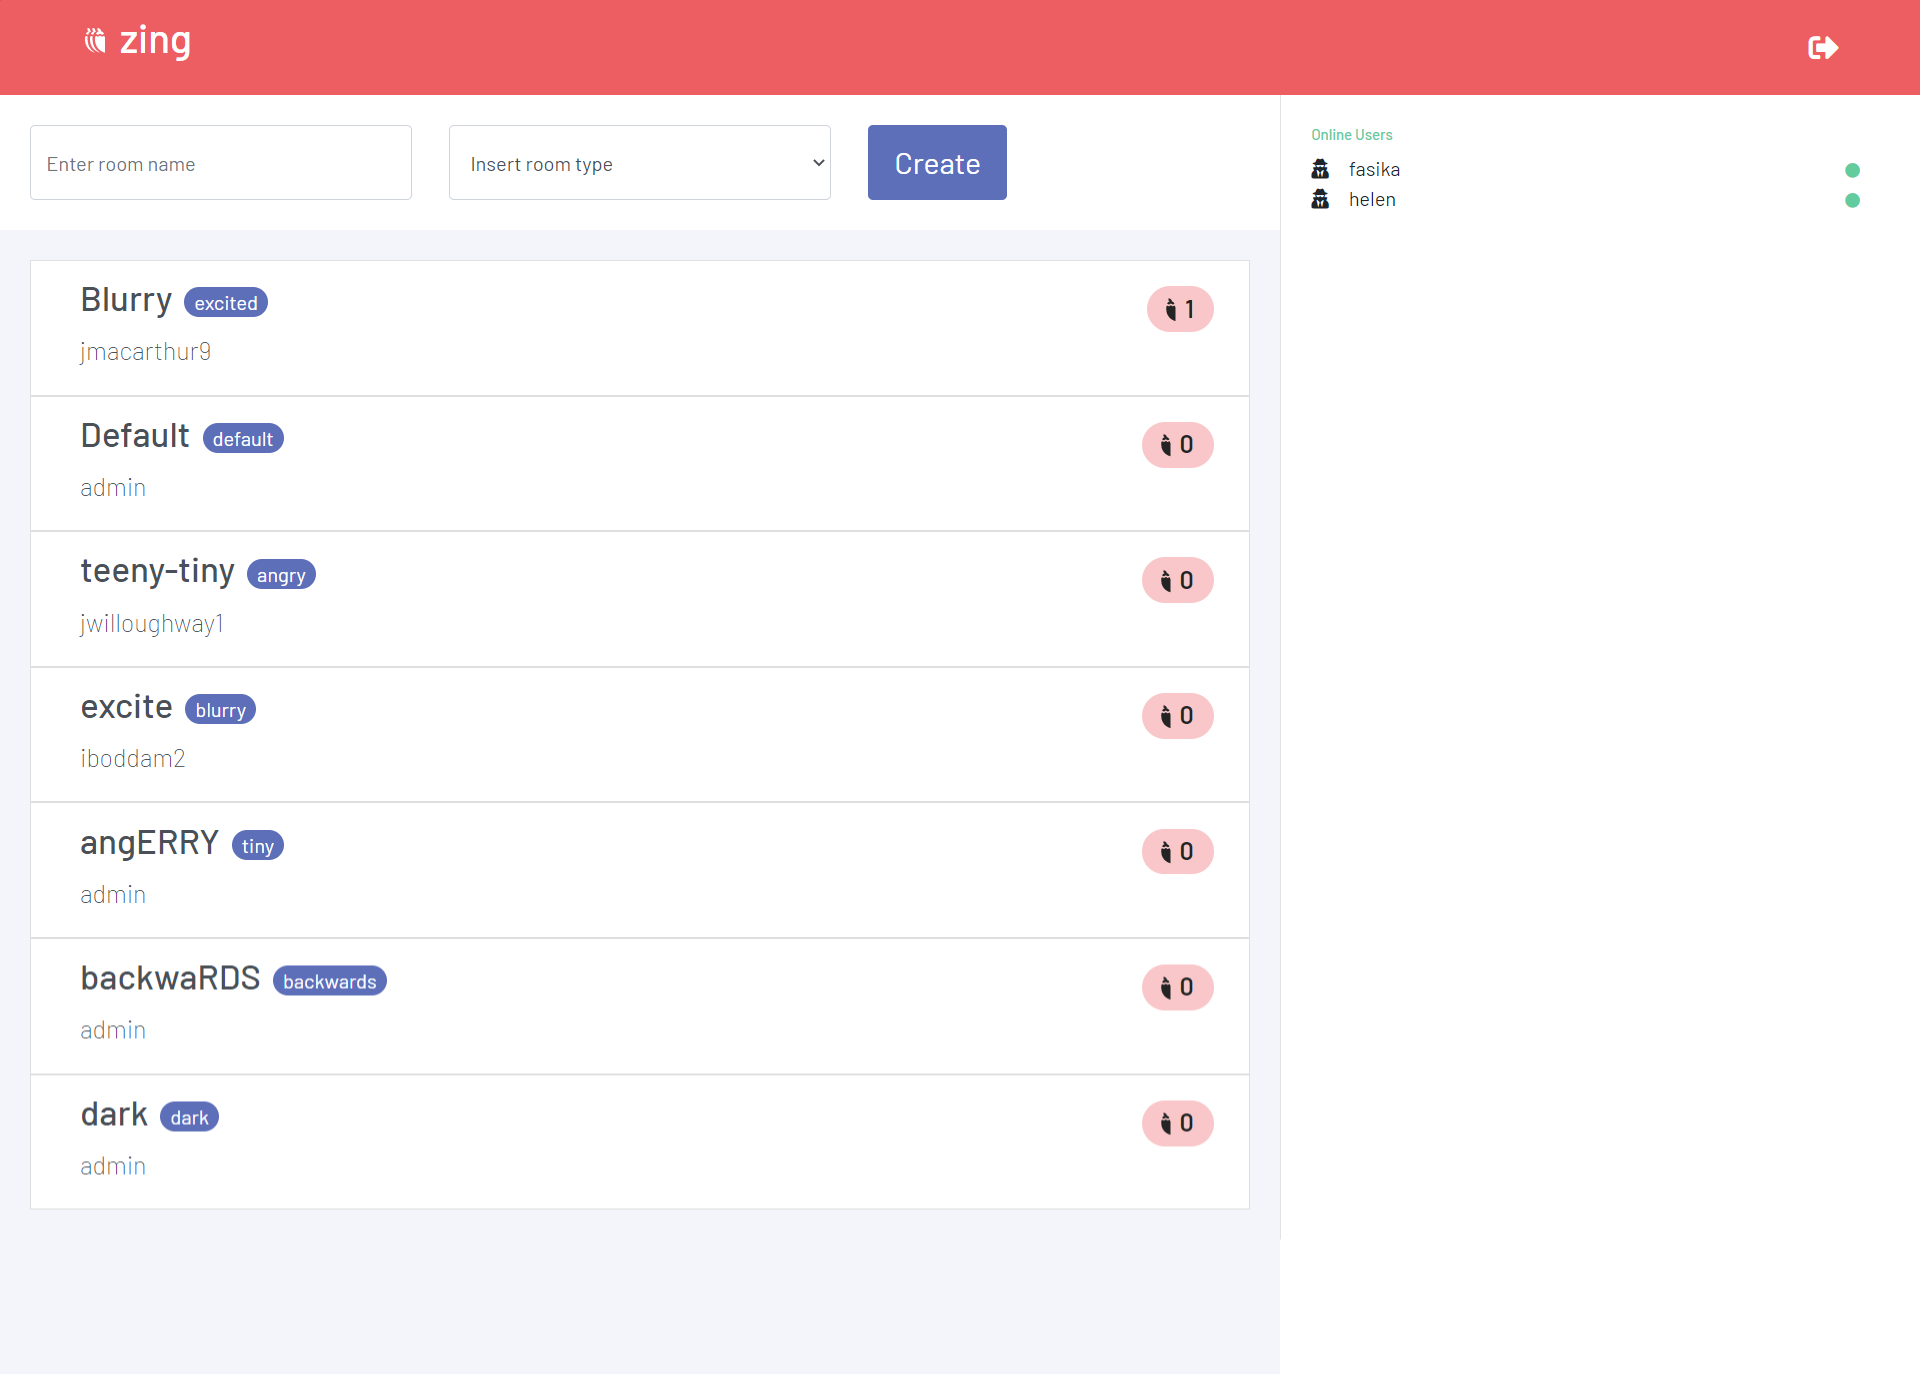 zing
Enter room name
Insert room type
Create
Online Users
fasika
helen
Blurry excited 1
jmacarthur9
Default default 0
admin
teeny-tiny angry 0
jwilloughway1
excite blurry 0
iboddam2
angERRY tiny 0
admin
backwaRDS backwards 0
admin
dark dark 0
admin